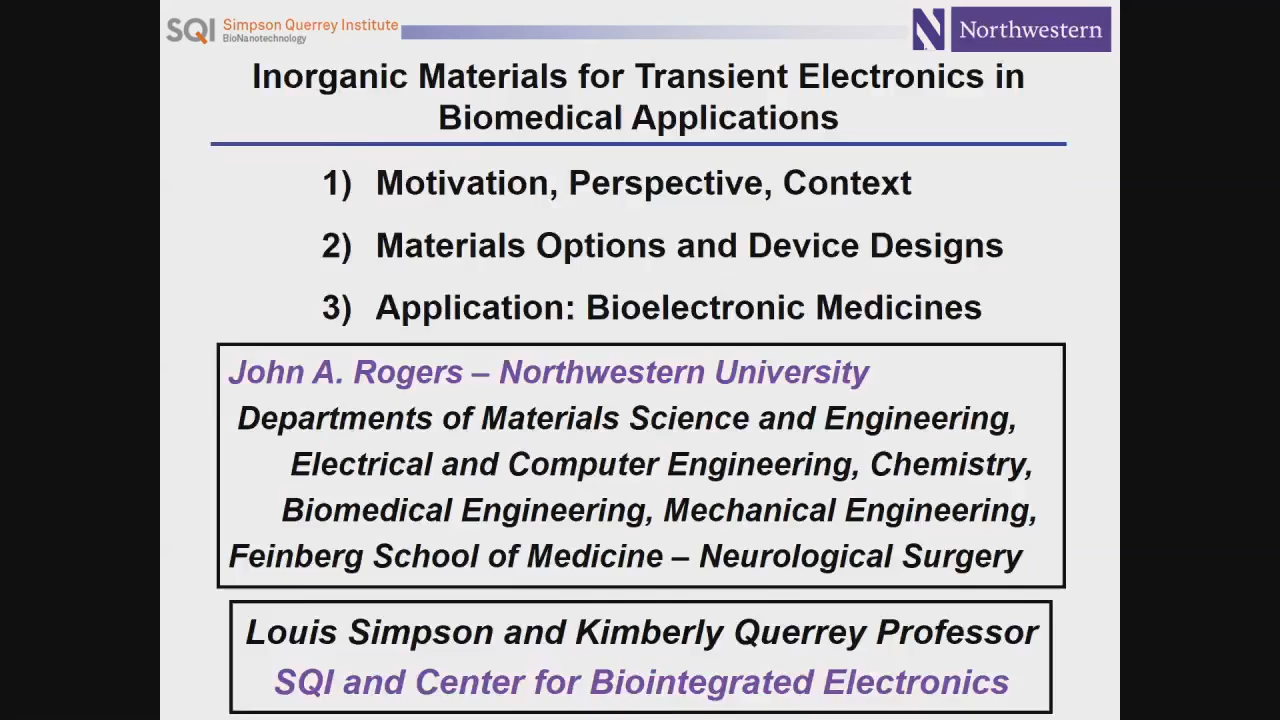 SQI Simpson Querrey Institute
BioNanotechnology
N Northwestern
Inorganic Materials for Transient Electronics in
Biomedical Applications
1) Motivation, Perspective, Context
2) Materials Options and Device Designs
3) Application: Bioelectronic Medicines
John A. Rogers – Northwestern University
Departments of Materials Science and Engineering,
Electrical and Computer Engineering, Chemistry,
Biomedical Engineering, Mechanical Engineering,
Feinberg School of Medicine – Neurological Surgery
Louis Simpson and Kimberly Querrey Professor
SQI and Center for Biointegrated Electronics